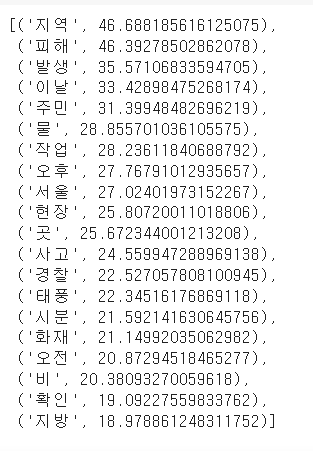 [('지역', 46.688185616125075),
('피해', 46.39278502862078),
('발생', 35.57106833594705),
('이날', 33.42898475268174),
('주민', 31.39948482696219),
('물', 28.855701036105575),
('작업', 28.23611840688792),
('오후', 27.76791012935657),
('서울', 27.02401973152267),
('현장', 25.80720011018806),
('곳', 25.672344001213208),
('사고', 24.559947288969138),
('경찰', 22.527057808100945),
('태풍', 22.34516176869118),
('시분', 21.592141630645756),
('화재', 21.14992035062982),
('오전', 20.87294518465277),
('비', 20.38093270059618),
('확인', 19.09227559833762),
('지방', 18.978861248311752)]